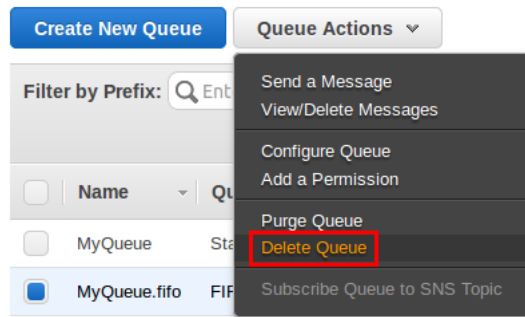 Create New Queue
Queue Actions
Filter by Prefix:
Send a Message
View/Delete Messages
Configure Queue
Add a Permission
Name
Purge Queue
MyQueue
Delete Queue
MyQueue.fifo
Subscribe Queue to SNS Topic